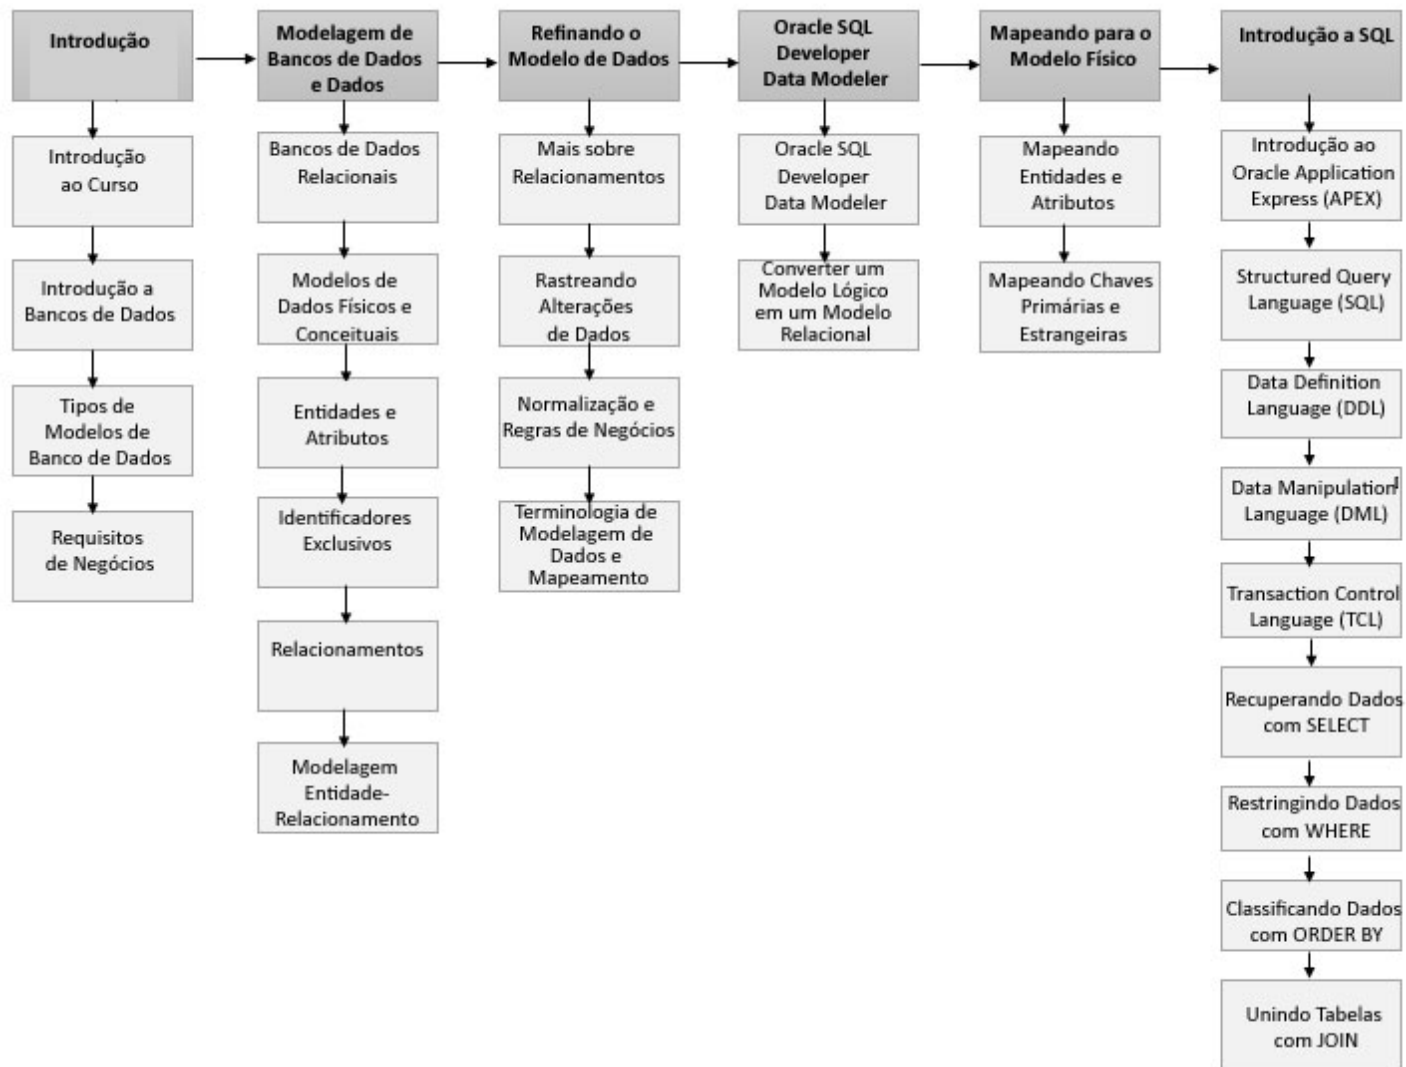 Introdução
Introdução
ao Curso
Introdução a
Bancos de Dados
Tipos de
Modelos de
Banco de Dados
Requisitos
de Negócios
Modelagem de
Bancos de Dados
e Dados
Bancos de Dados
Relacionais
Modelos de
Dados Físicos e
Conceituais
Entidades e
Atributos
Identificadores
Exclusivos
Relacionamentos
Modelagem
Entidade-
Relacionamento
Refinando o
Modelo de Dados
Mais sobre
Relacionamentos
Rastreando
Alterações
de Dados
Normalização e
Regras de Negócios
Terminologia de
Modelagem de
Dados e
Mapeamento
Oracle SQL
Developer
Data Modeler
Oracle SQL
Developer
Data Modeler
Converter um
Modelo Lógico
em um Modelo
Relacional
Mapeando para o
Modelo Físico
Mapeando
Entidades e
Atributos
Mapeando Chaves
Primárias e
Estrangeiras
Introdução a SQL
Introdução ao
Oracle Application
Express (APEX)
Structured Query
Language (SQL)
Data Definition
Language (DDL)
Data Manipulation
Language (DML)
Transaction Control
Language (TCL)
Recuperando Dados
com SELECT
Restringindo Dados
com WHERE
Classificando Dados
com ORDER BY
Unindo Tabelas
com JOIN